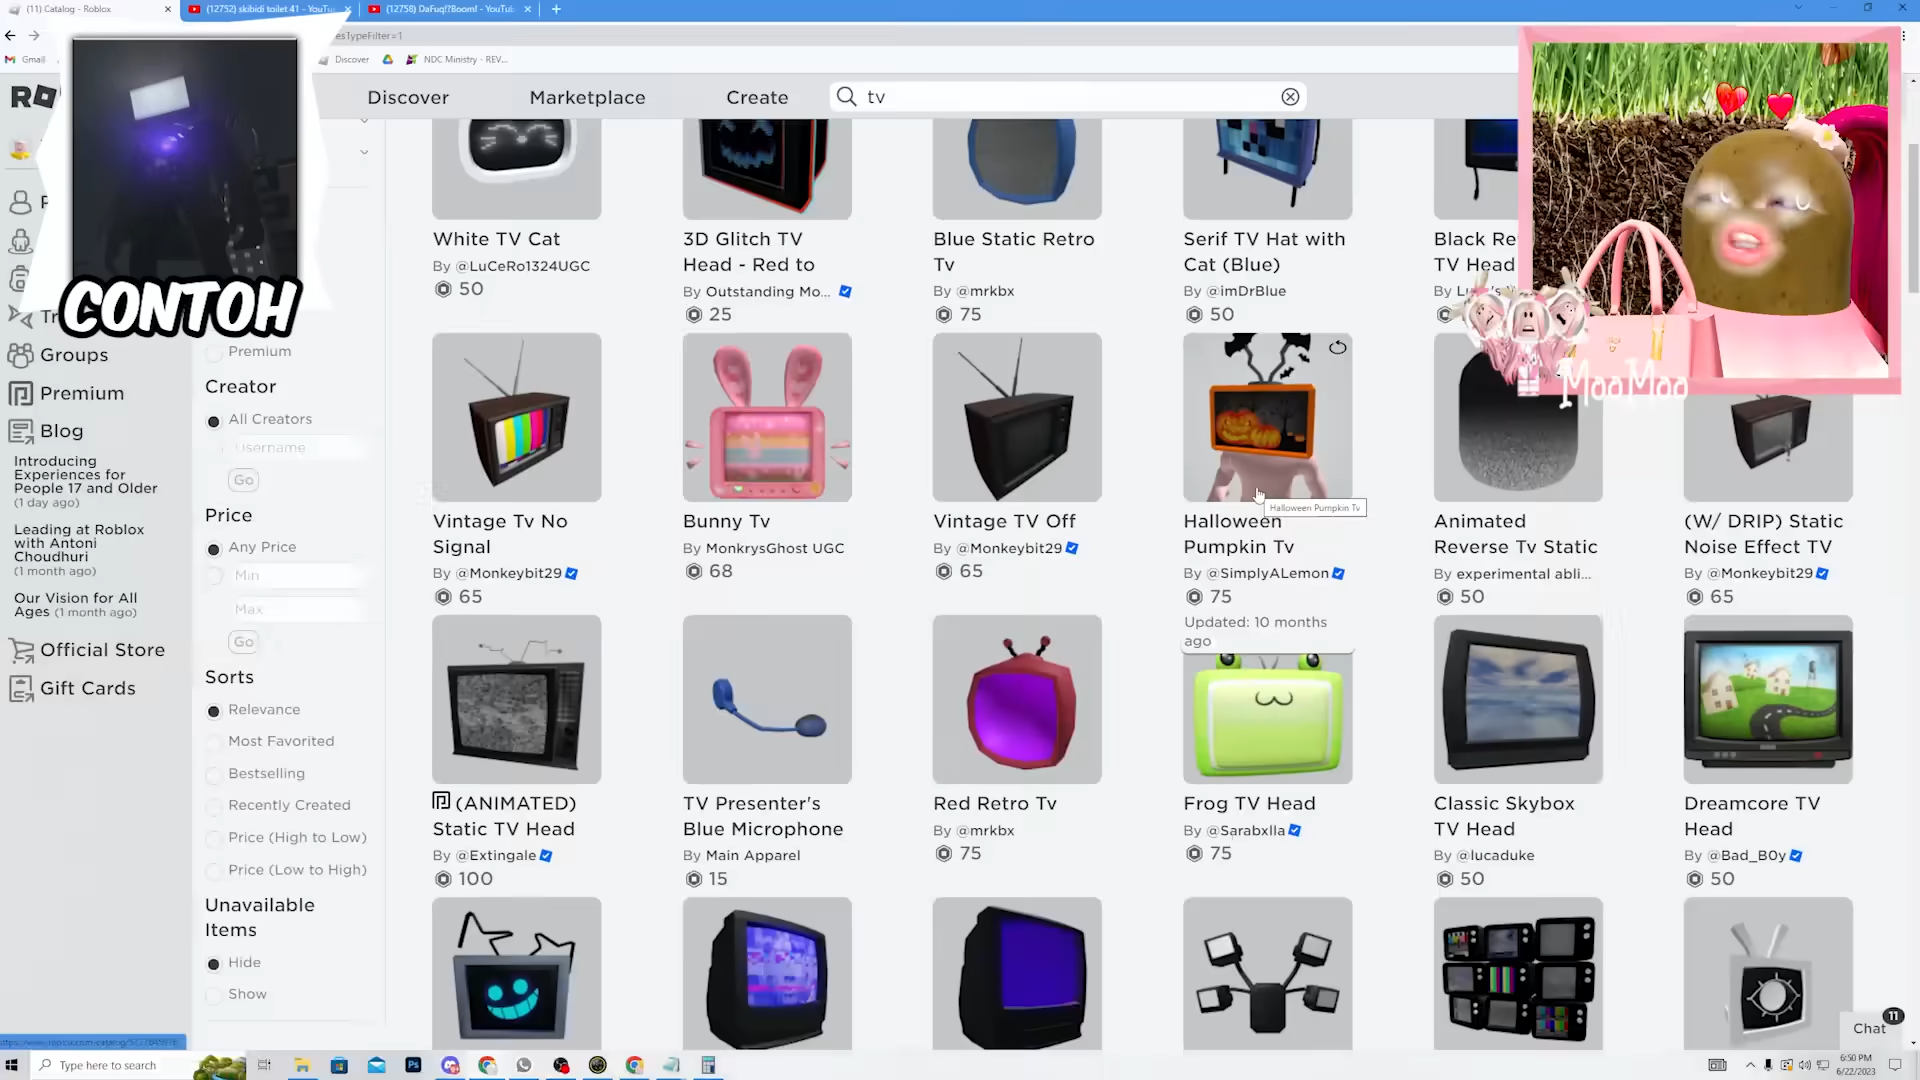 (11) Catalog - Roblox
(12752) skibidi toilet 41 - YouTu
(12758) DaFuq!?Boom! - YouTub
esTypeFilter=1
Gmail
Discover
NDC Ministry - REV...
Discover
Marketplace
Create
tv
CONTOH
Groups
Premium
Blog
Introducing
Experiences for
People 17 and Older
(1 day ago)
Leading at Roblox
with Antoni
Choudhuri
(1 month ago)
Our Vision for All
Ages (1 month ago)
Official Store
Gift Cards
Premium
Creator
All Creators
Username
Go
Price
Any Price
Min
Max
Go
Sorts
Relevance
Most Favorited
Bestselling
Recently Created
Price (High to Low)
Price (Low to High)
Unavailable
Items
Hide
Show
White TV Cat
By @LuCeRo1324UGC
50
3D Glitch TV
Head - Red to
By Outstanding Mo...
25
Blue Static Retro
Tv
By @mrkbx
75
Serif TV Hat with
Cat (Blue)
By @imDrBlue
50
Black Re
TV Head
MooMoo
Vintage Tv No
Signal
By @Monkeybit29
65
Bunny Tv
By MonkrysGhost UGC
68
Vintage TV Off
By @Monkeybit29
65
Halloween Pumpkin Tv
Halloween
Pumpkin Tv
By @SimplyALemon
75
Updated: 10 months
ago
Animated
Reverse Tv Static
By experimental abli...
50
(W/ DRIP) Static
Noise Effect TV
By @Monkeybit29
65
(ANIMATED)
Static TV Head
By @Extingale
100
TV Presenter's
Blue Microphone
By Main Apparel
15
Red Retro Tv
By @mrkbx
75
Frog TV Head
By @Sarabxlla
75
Classic Skybox
TV Head
By @lucaduke
50
Dreamcore TV
Head
By @Bad_B0y
50
Chat
11
Type here to search
Ps
6:50 PM
6/22/2023